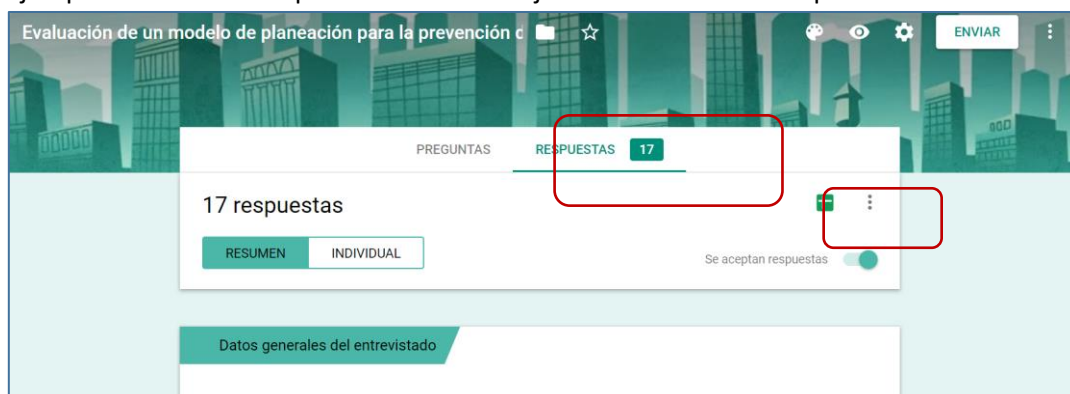 Evaluación de un modelo de planeación para la prevención d
ENVIAR
PREGUNTAS RESPUESTAS 17
17 respuestas
RESUMEN INDIVIDUAL
Se aceptan respuestas
Datos generales del entrevistado